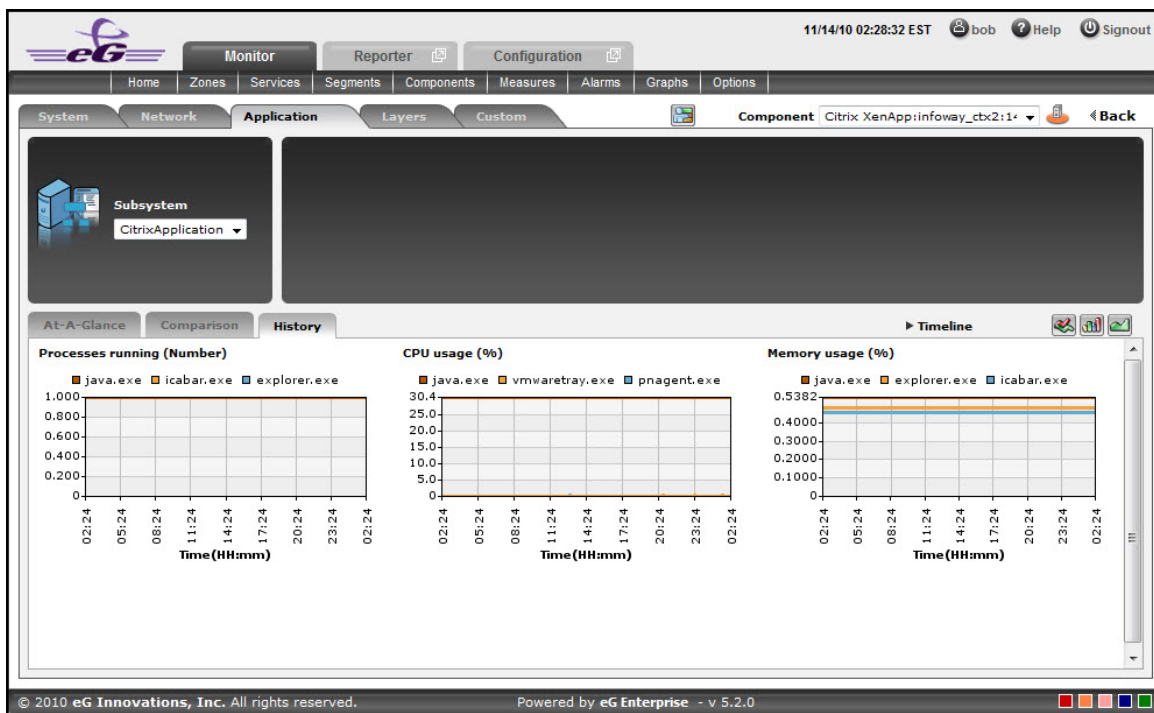 11/14/10 02:28:32 EST bob Help Signout
eG
Monitor Reporter Configuration
Home Zones Services Segments Components Measures Alarms Graphs Options
System Network Application Layers Custom Component Citrix XenApp:infoway_ctx2:14 Back
Subsystem
CitrixApplication
At-A-Glance Comparison History Timeline
Processes running (Number)
java.exe icabar.exe explorer.exe
1.000
0.800
0.600
0.400
0.200
0
02:24 05:24 08:24 11:24 14:24 17:24 20:24 23:24 02:24
Time(HH:mm)
CPU usage (%)
java.exe vmwaretray.exe pnagent.exe
30.4
25.0
20.0
15.0
10.0
5.0
0
02:24 05:24 08:24 11:24 14:24 17:24 20:24 23:24 02:24
Time(HH:mm)
Memory usage (%)
java.exe explorer.exe icabar.exe
0.5382
0.4000
0.3000
0.2000
0.1000
0
02:24 05:24 08:24 11:24 14:24 17:24 20:24 23:24 02:24
Time(HH:mm)
© 2010 eG Innovations, Inc. All rights reserved. Powered by eG Enterprise - v 5.2.0